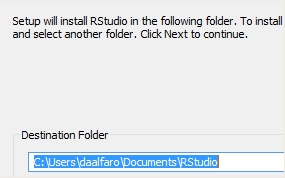 Setup will install RStudio in the following folder. To install
and select another folder. Click Next to continue.
Destination Folder
C:\Users\daalfaro\Documents\RStudio